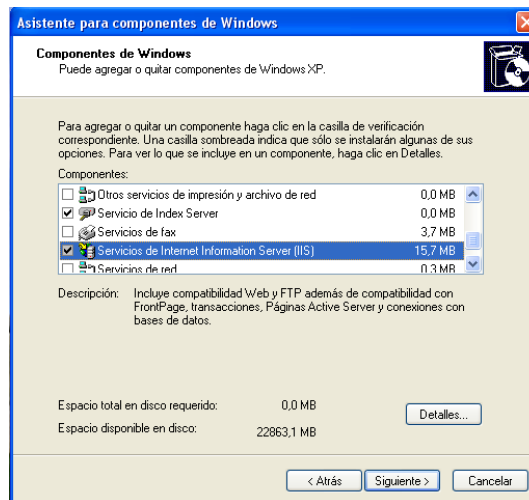 Asistente para componentes de Windows
Componentes de Windows
Puede agregar o quitar componentes de Windows XP.
Para agregar o quitar un componente haga clic en la casilla de verificación
correspondiente. Una casilla sombreada indica que sólo se instalarán algunas de sus
opciones. Para ver lo que se incluye en un componente, haga clic en Detalles.
Componentes:
Otros servicios de impresión y archivo de red 0,0 MB
Servicio de Index Server 0,0 MB
Servicios de fax 3,7 MB
Servicios de Internet Information Server (IIS) 15,7 MB
Servicios de red 0,3 MB
Descripción: Incluye compatibilidad Web y FTP además de compatibilidad con
FrontPage, transacciones, Páginas Active Server y conexiones con
bases de datos.
Espacio total en disco requerido: 0,0 MB
Detalles...
Espacio disponible en disco: 22863,1 MB
< Atrás Siguiente > Cancelar